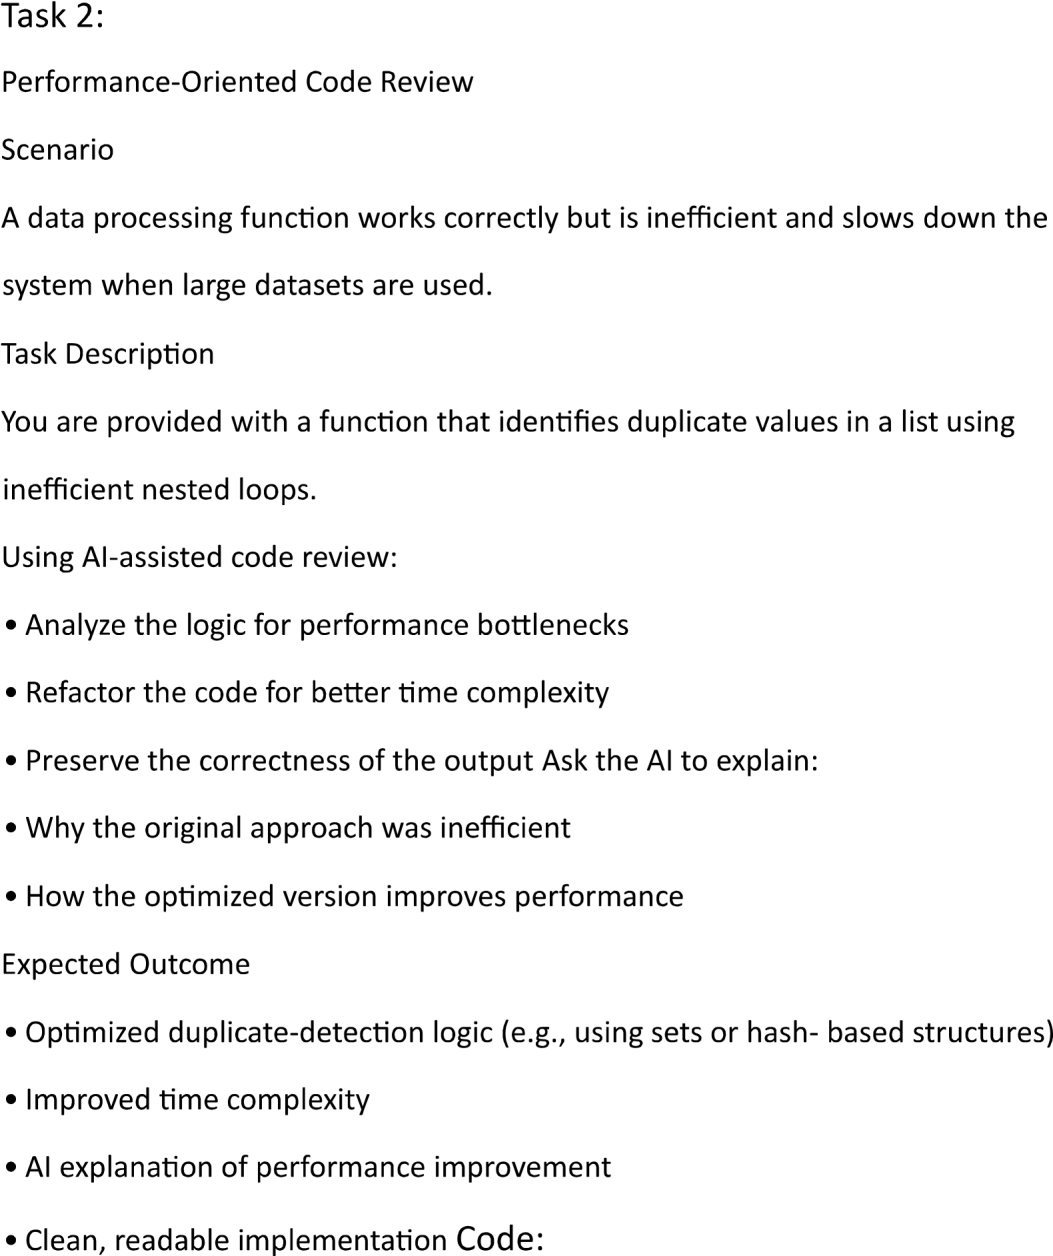 Task 2:
Performance-Oriented Code Review
Scenario
A data processing function works correctly but is inefficient and slows down the
system when large datasets are used.
Task Description
You are provided with a function that identifies duplicate values in a list using
inefficient nested loops.
Using AI-assisted code review:
• Analyze the logic for performance bottlenecks
• Refactor the code for better time complexity
• Preserve the correctness of the output Ask the AI to explain:
• Why the original approach was inefficient
• How the optimized version improves performance
Expected Outcome
• Optimized duplicate-detection logic (e.g., using sets or hash- based structures)
• Improved time complexity
• AI explanation of performance improvement
• Clean, readable implementation Code: